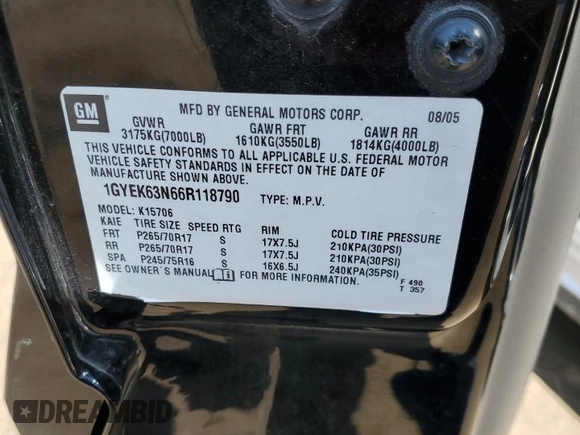 GM
MFD BY GENERAL MOTORS CORP. 08/05
GVWR GAWR FRT GAWR RR
3175KG(7000LB) 1610KG(3550LB) 1814KG(4000LB)
THIS VEHICLE CONFORMS TO ALL APPLICABLE U.S. FEDERAL MOTOR
VEHICLE SAFETY STANDARDS IN EFFECT ON THE DATE OF
MANUFACTURE SHOWN ABOVE.
1GYEK63N66R118790 TYPE: M.P.V.
MODEL: K15706
KAIE TIRE SIZE SPEED RTG RIM COLD TIRE PRESSURE
FRT P265/70R17 S 17X7.5J 210KPA(30PSI)
RR P265/70R17 S 17X7.5J 210KPA(30PSI)
SPA P245/75R16 S 16X6.5J 240KPA(35PSI)
SEE OWNER'S MANUAL FOR MORE INFORMATION.
F 490
T 357
DREAMBID